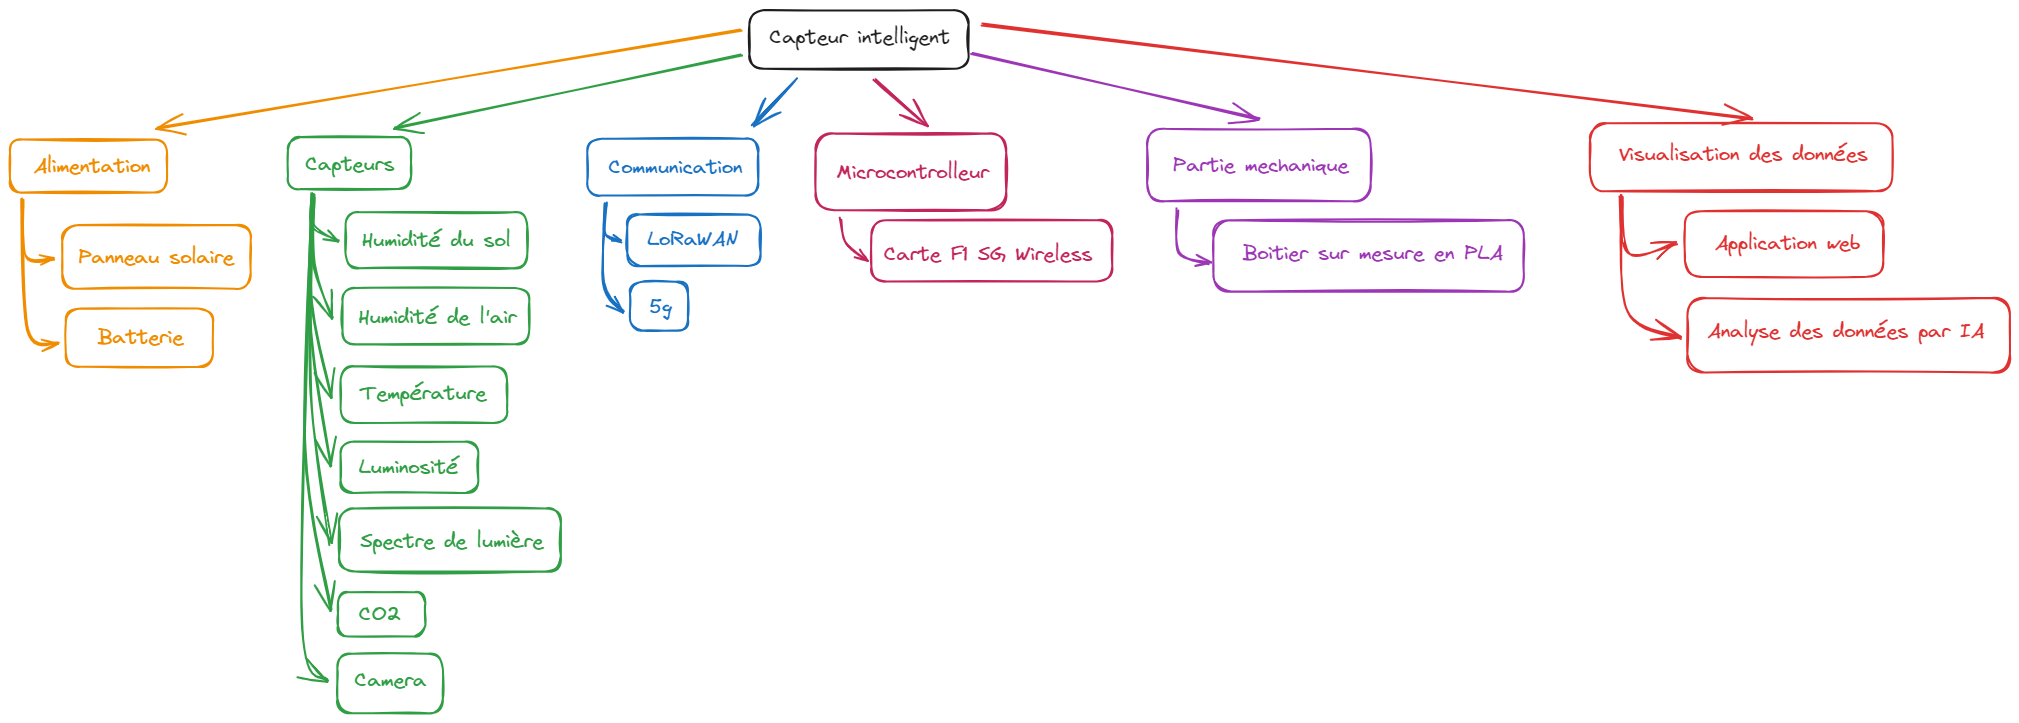 Capteur intelligent
Alimentation
Panneau solaire
Batterie
Capteurs
Humidité du sol
Humidité de l'air
Température
Luminosité
Spectre de lumière
CO2
Camera
Communication
LoRaWAN
5g
Microcontrolleur
Carte F1 SG, Wireless
Partie mechanique
Boitier sur mesure en PLA
Visualisation des données
Application web
Analyse des données par IA